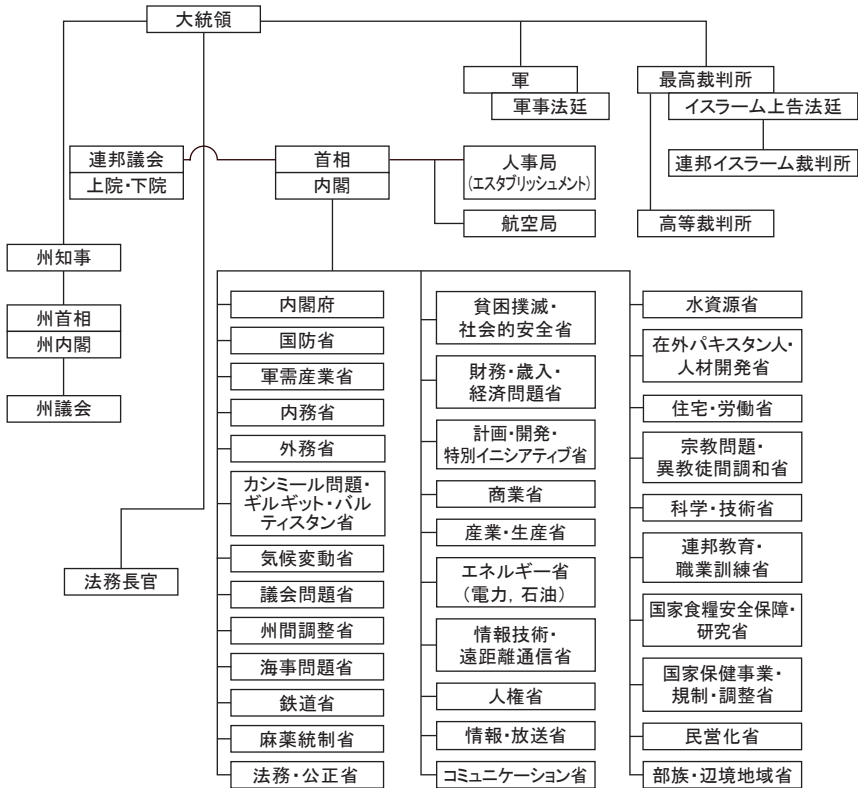 大統領
軍
軍事法廷
最高裁判所
イスラーム上告法廷
連邦イスラーム裁判所
高等裁判所
連邦議会
上院・下院
首相
内閣
人事局
(エスタブリッシュメント)
航空局
州知事
州首相
州内閣
州議会
法務長官
内閣府
国防省
軍需産業省
内務省
外務省
カシミール問題・
ギルギット・バル
ティスタン省
気候変動省
議会問題省
州間調整省
海事問題省
鉄道省
麻薬統制省
法務・公正省
貧困撲滅・
社会的安全省
財務・歳入・
経済問題省
計画・開発・
特別イニシアティブ省
商業省
産業・生産省
エネルギー省
(電力，石油)
情報技術・
遠距離通信省
人権省
情報・放送省
コミュニケーション省
水資源省
在外パキスタン人・
人材開発省
住宅・労働省
宗教問題・
異教徒間調和省
科学・技術省
連邦教育・
職業訓練省
国家食糧安全保障・
研究省
国家保健事業・
規制・調整省
民営化省
部族・辺境地域省